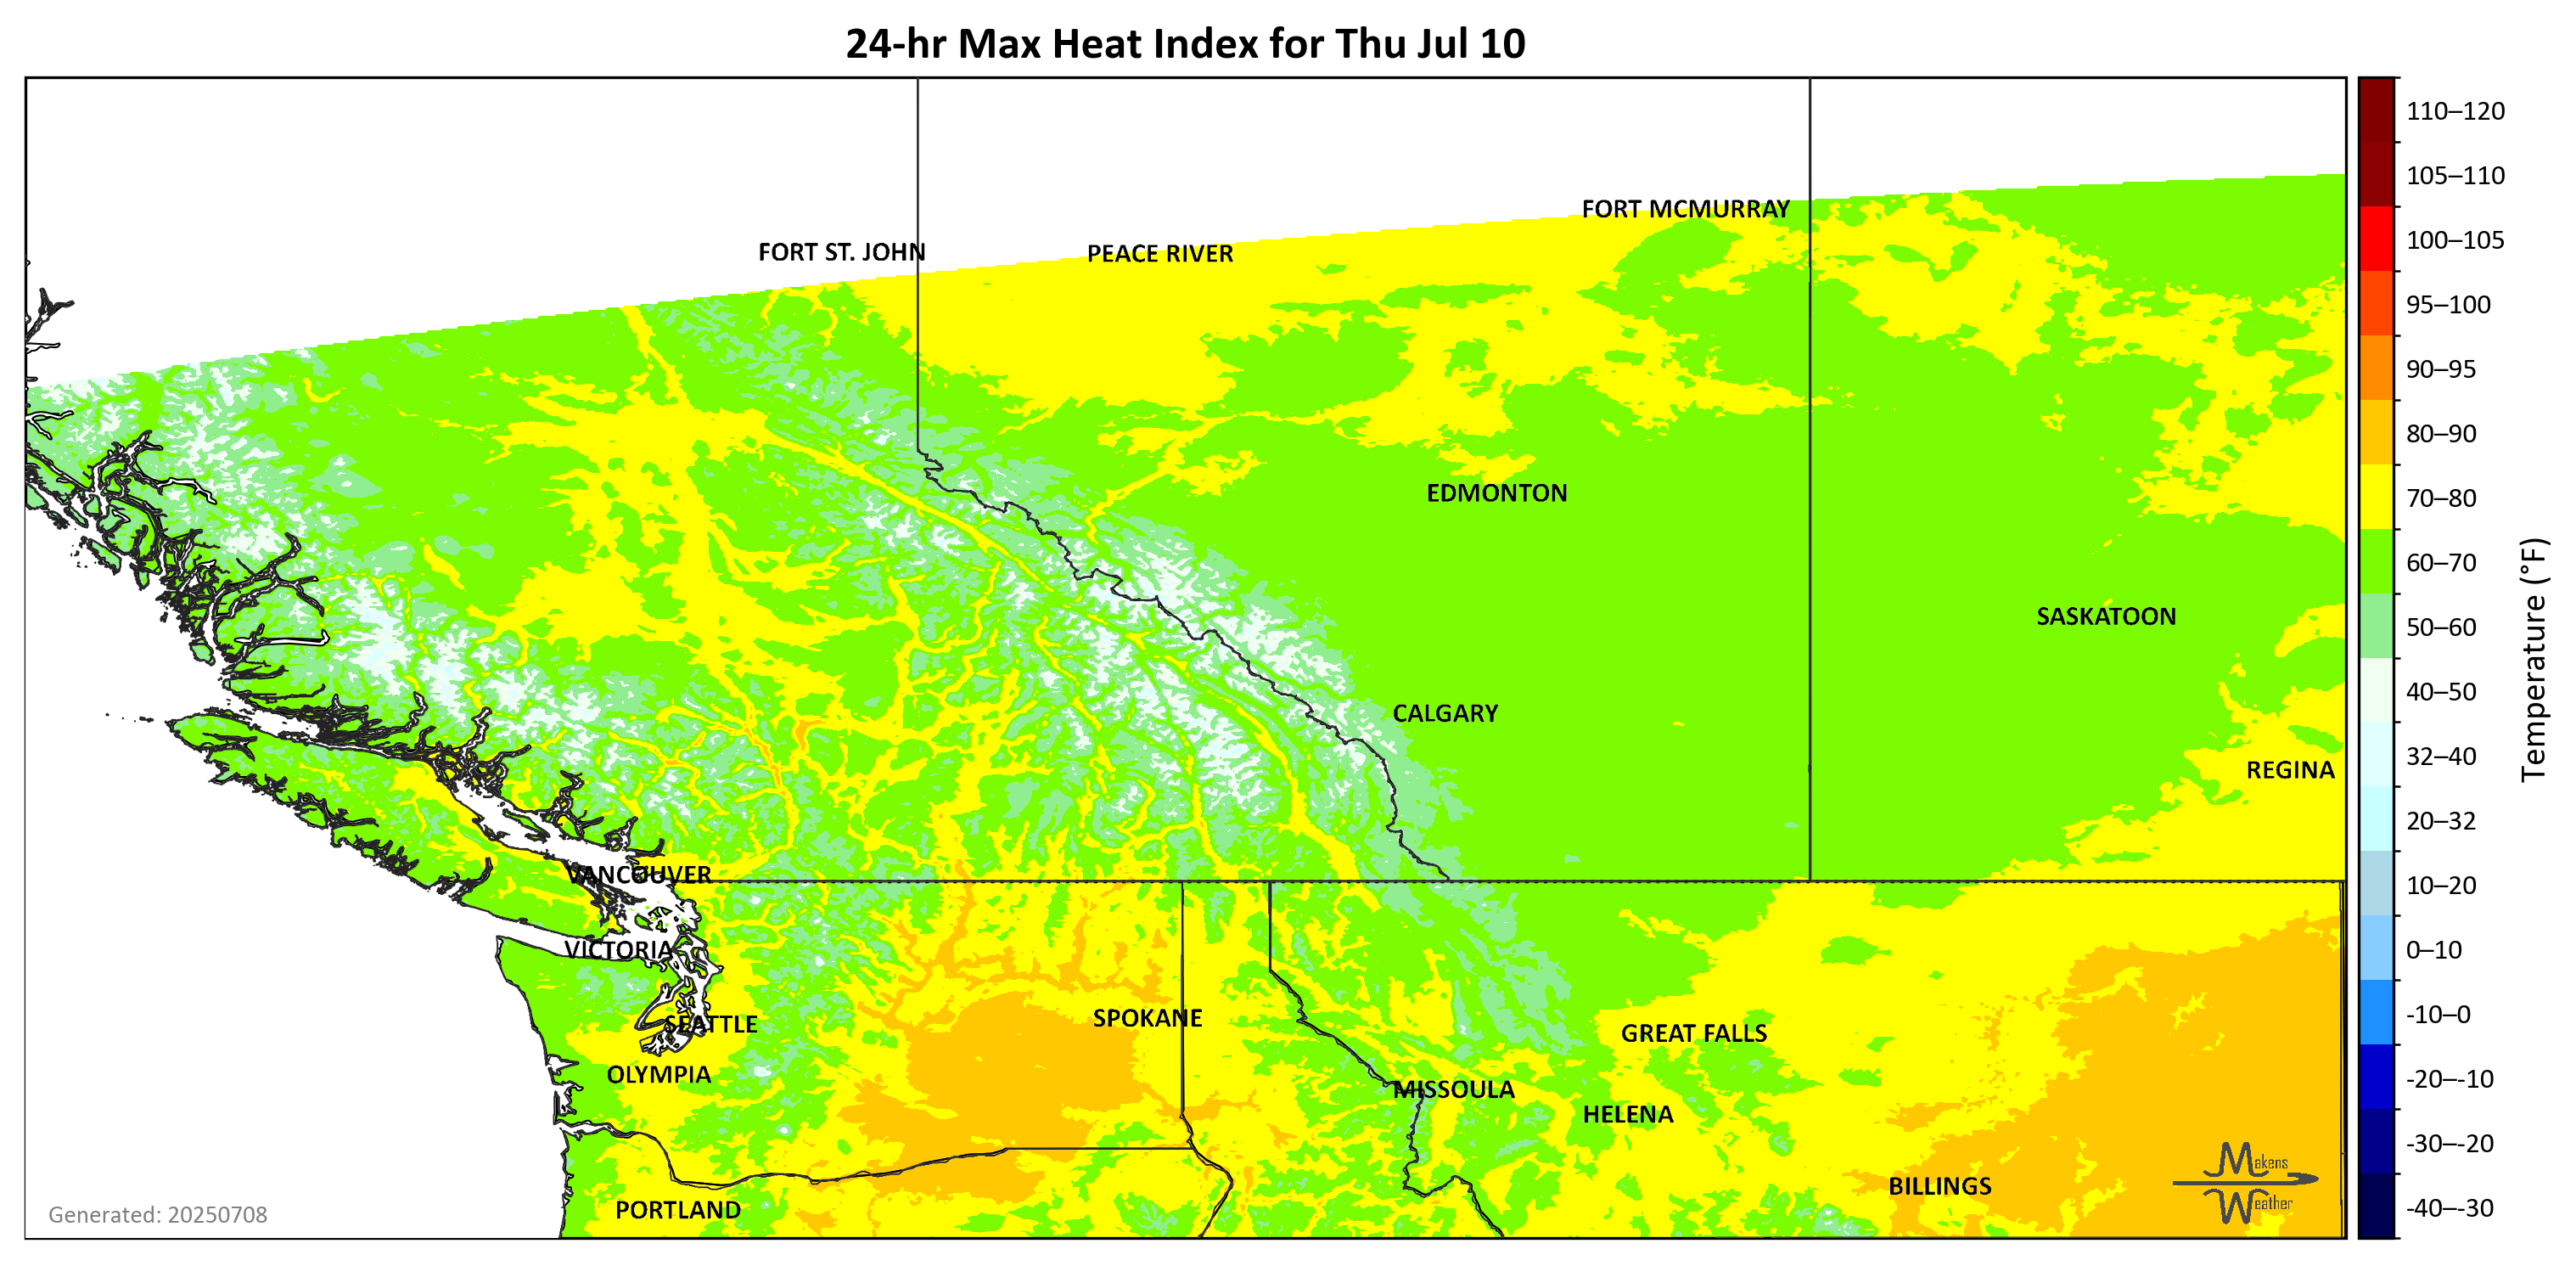 24-hr Max Heat Index for Thu Jul 10
FORT MCMURRAY
FORT ST. JOHN
PEACE RIVER
EDMONTON
SASKATOON
CALGARY
REGINA
VANCOUVER
VICTORIA
SPOKANE
SEATTLE
GREAT FALLS
OLYMPIA
MISSOULA
HELENA
BILLINGS
PORTLAND
Makens
Weather
Generated: 20250708
110–120
105–110
100–105
95–100
90–95
80–90
70–80
60–70
50–60
40–50
32–40
20–32
10–20
0–10
-10–0
-20–-10
-30–-20
-40–-30
Temperature (°F)